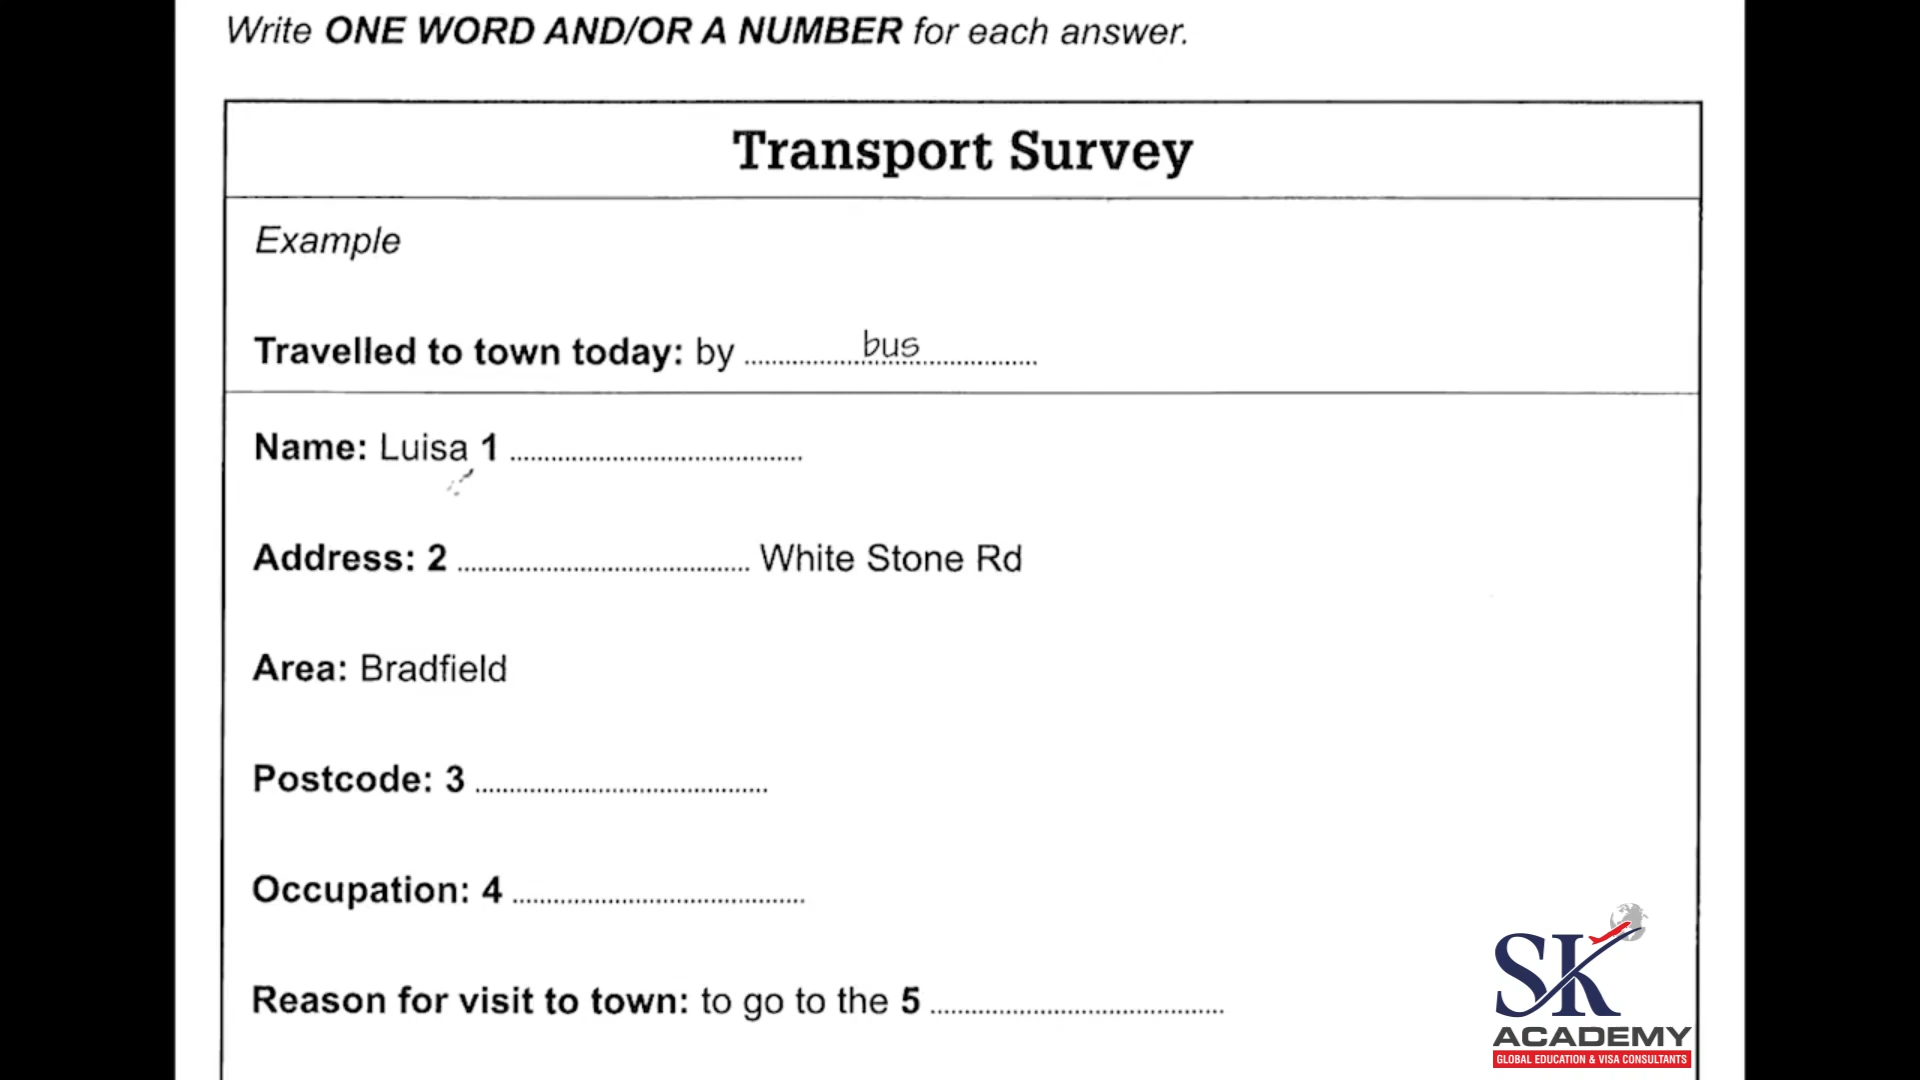 Write ONE WORD AND/OR A NUMBER for each answer.
Transport Survey
Example
Travelled to town today: by ........ bus ........
Name: Luisa 1 ................
Address: 2 ................ White Stone Rd
Area: Bradfield
Postcode: 3 ................
Occupation: 4 ................
Reason for visit to town: to go to the 5 ................
SK
ACADEMY
GLOBAL EDUCATION & VISA CONSULTANTS